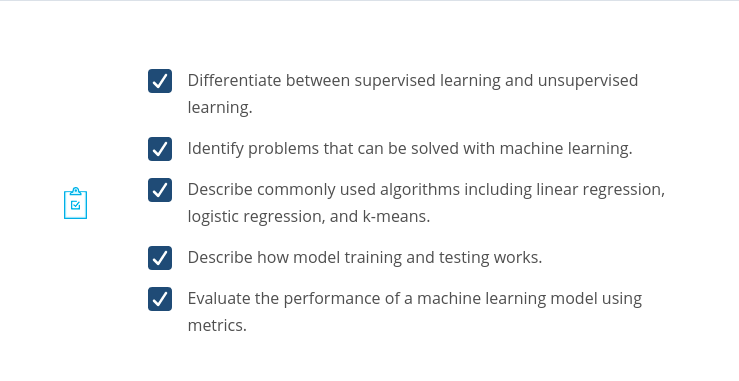 Differentiate between supervised learning and unsupervised
learning.
Identify problems that can be solved with machine learning.
Describe commonly used algorithms including linear regression,
logistic regression, and k-means.
Describe how model training and testing works.
Evaluate the performance of a machine learning model using
metrics.